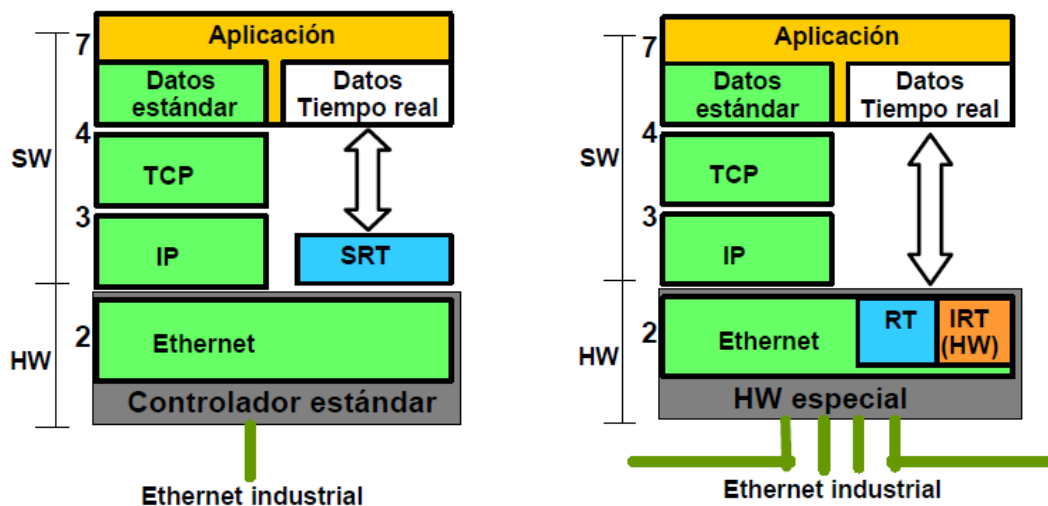 7
Aplicación
Datos
estándar
Datos
Tiempo real
4
SW
TCP
3
IP
SRT
2
Ethernet
HW
Controlador estándar
Ethernet industrial
7
Aplicación
Datos
estándar
Datos
Tiempo real
4
SW
TCP
3
IP
2
Ethernet
RT
IRT
(HW)
HW
HW especial
Ethernet industrial